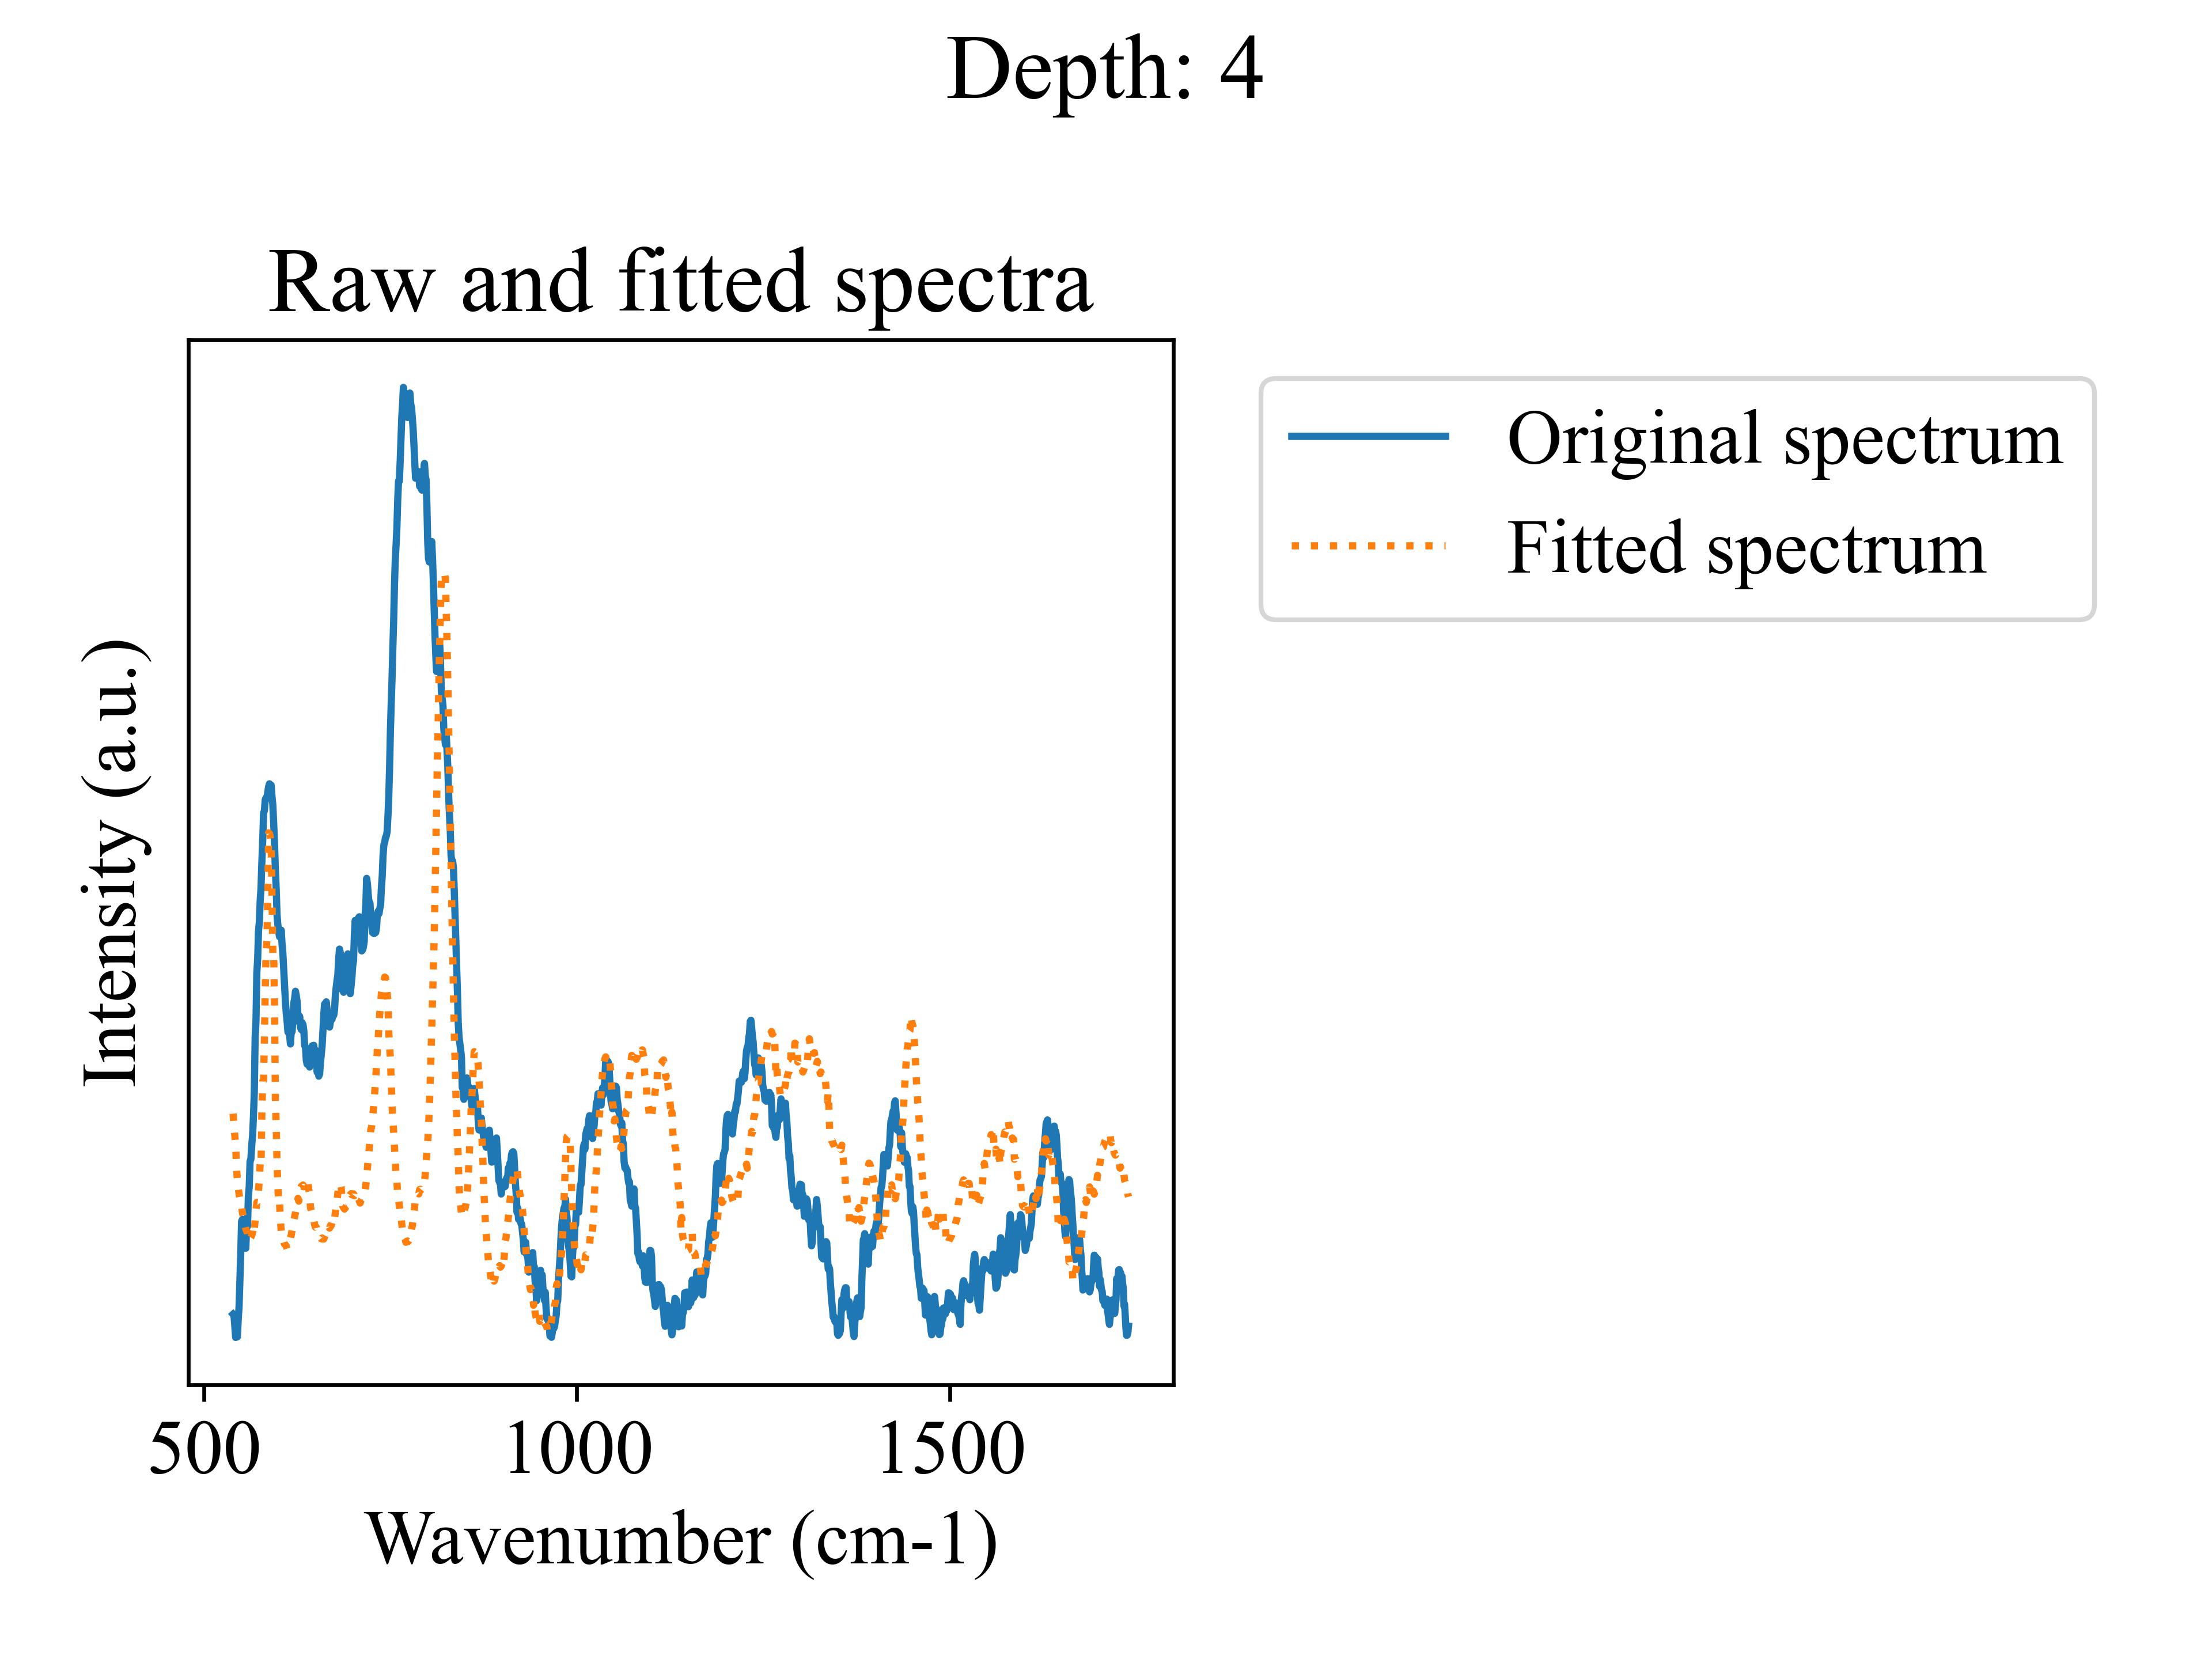 Depth: 4
Raw and fitted spectra
Original spectrum
Fitted spectrum
Intensity (a.u.)
500 1000 1500
Wavenumber (cm-1)